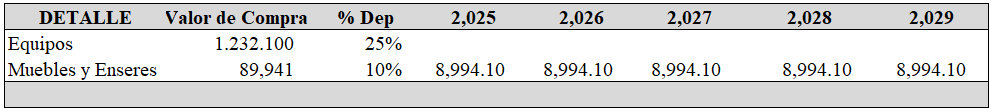 DETALLE Valor de Compra % Dep 2,025 2,026 2,027 2,028 2,029
Equipos 1.232.100 25%
Muebles y Enseres 89,941 10% 8,994.10 8,994.10 8,994.10 8,994.10 8,994.10